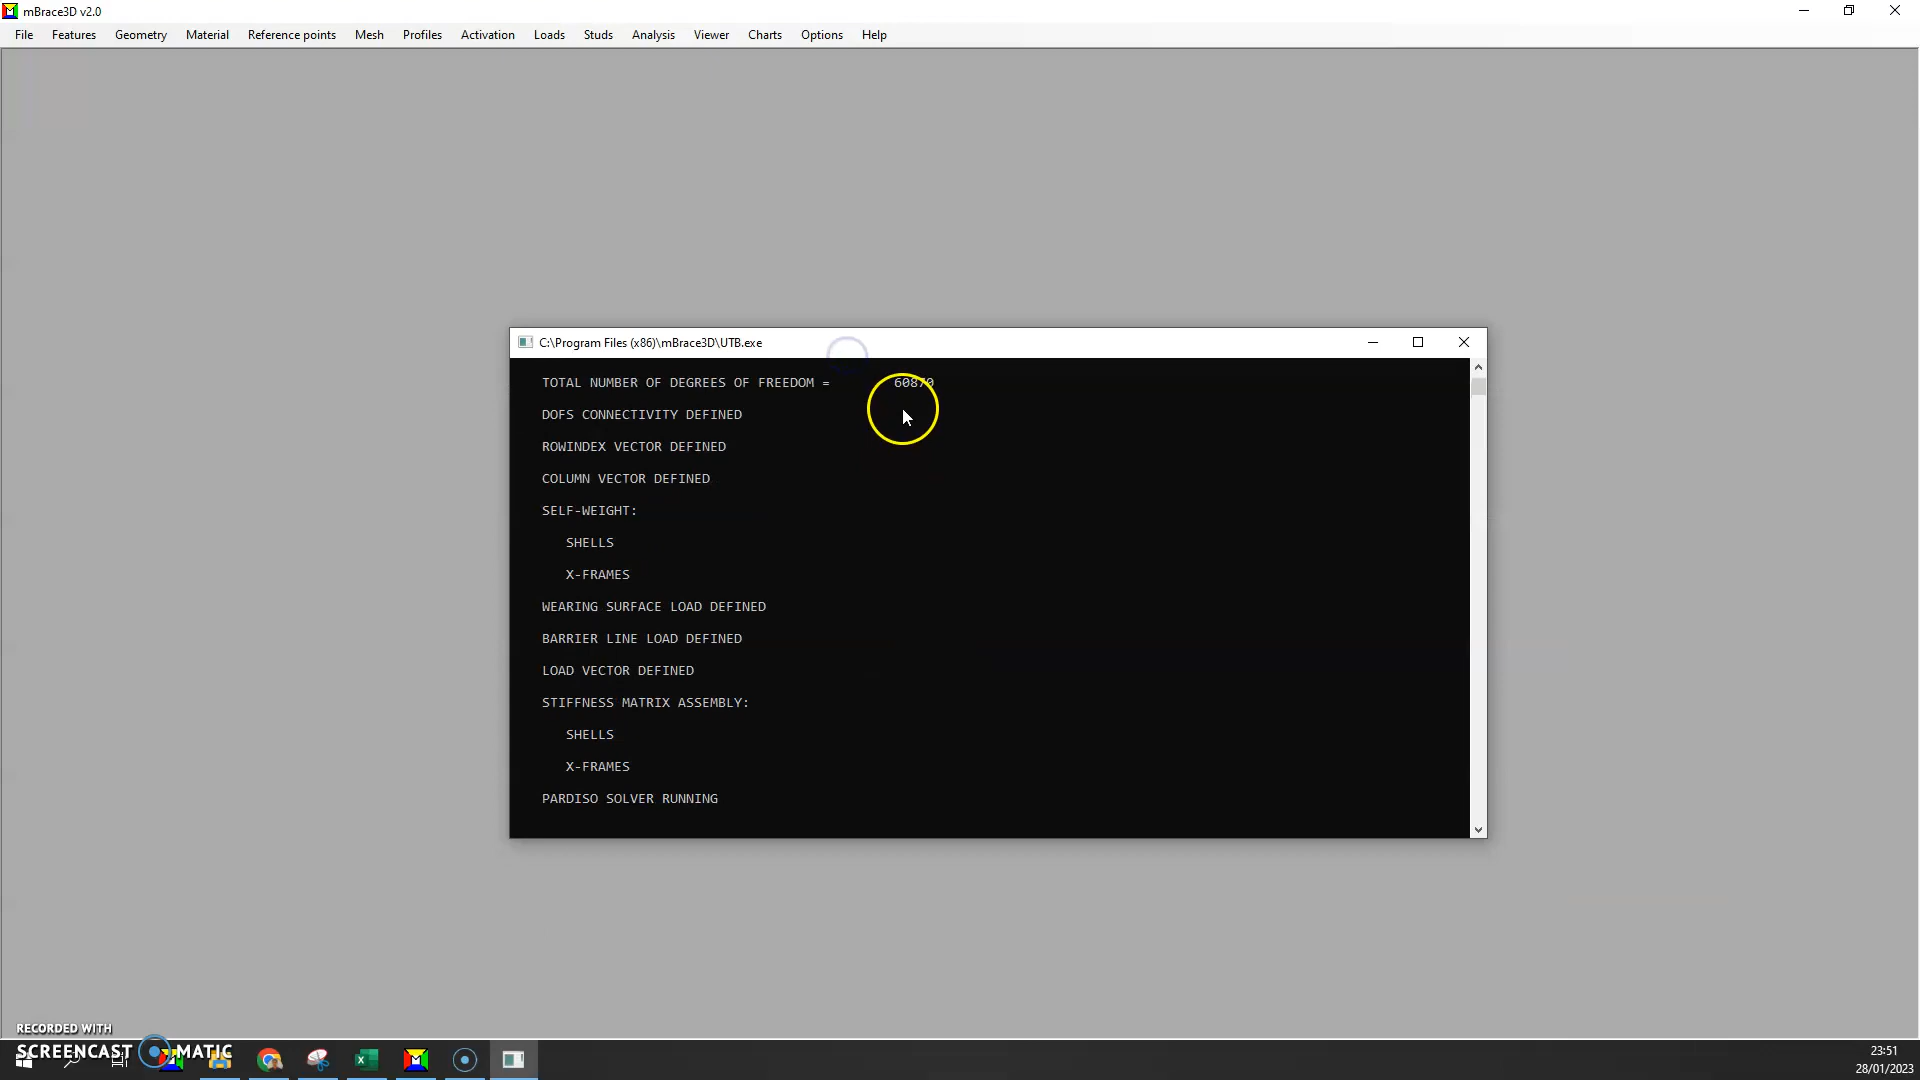 mBrace3D v2.0
File Features Geometry Material Reference points Mesh Profiles Activation Loads Studs Analysis Viewer Charts Options Help
C:\Program Files (x86)\mBrace3D\UTB.exe
TOTAL NUMBER OF DEGREES OF FREEDOM = 60870
DOFS CONNECTIVITY DEFINED
ROWINDEX VECTOR DEFINED
COLUMN VECTOR DEFINED
SELF-WEIGHT:
SHELLS
X-FRAMES
WEARING SURFACE LOAD DEFINED
BARRIER LINE LOAD DEFINED
LOAD VECTOR DEFINED
STIFFNESS MATRIX ASSEMBLY:
SHELLS
X-FRAMES
PARDISO SOLVER RUNNING
RECORDED WITH
SCREENCAST MATIC
23:51
28/01/2023